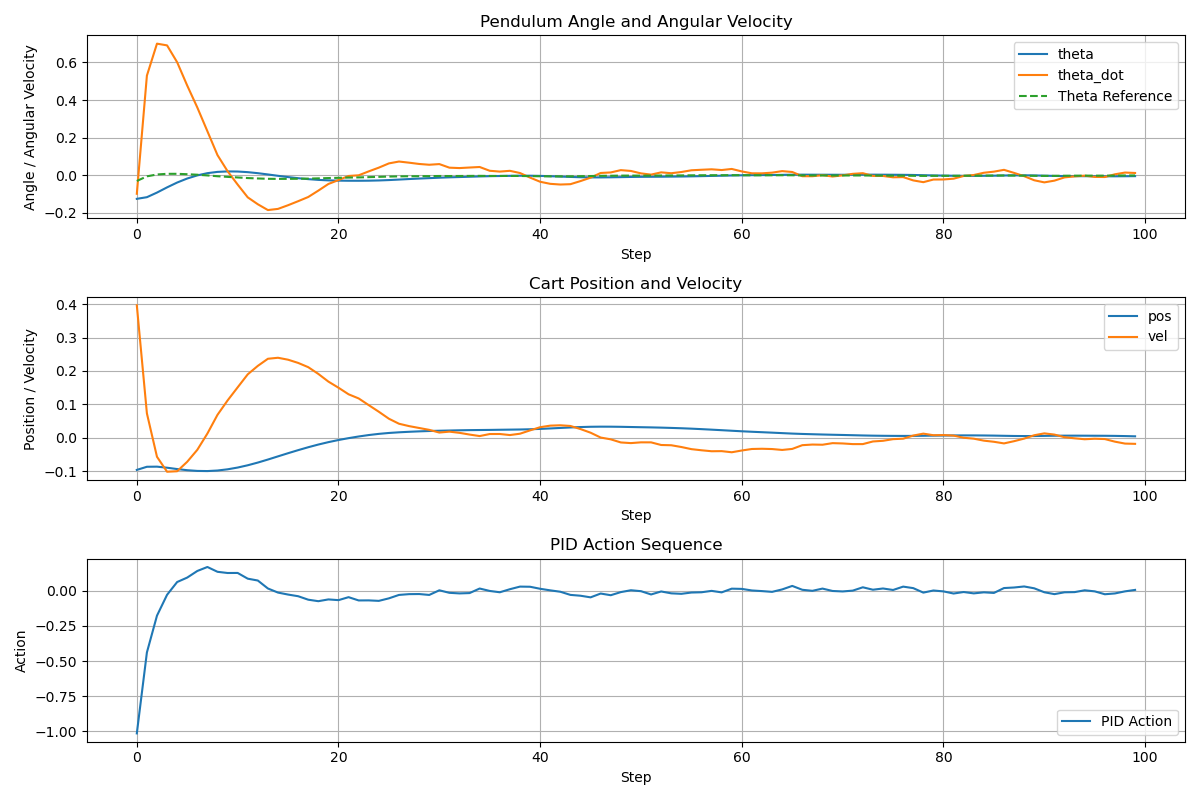 Pendulum Angle and Angular Velocity
Angle / Angular Velocity
0.6
0.4
0.2
0.0
−0.2
theta
theta_dot
Theta Reference
0 20 40 60 80 100
Step
Cart Position and Velocity
Position / Velocity
0.4
0.3
0.2
0.1
0.0
−0.1
pos
vel
0 20 40 60 80 100
Step
PID Action Sequence
Action
0.00
−0.25
−0.50
−0.75
−1.00
PID Action
0 20 40 60 80 100
Step